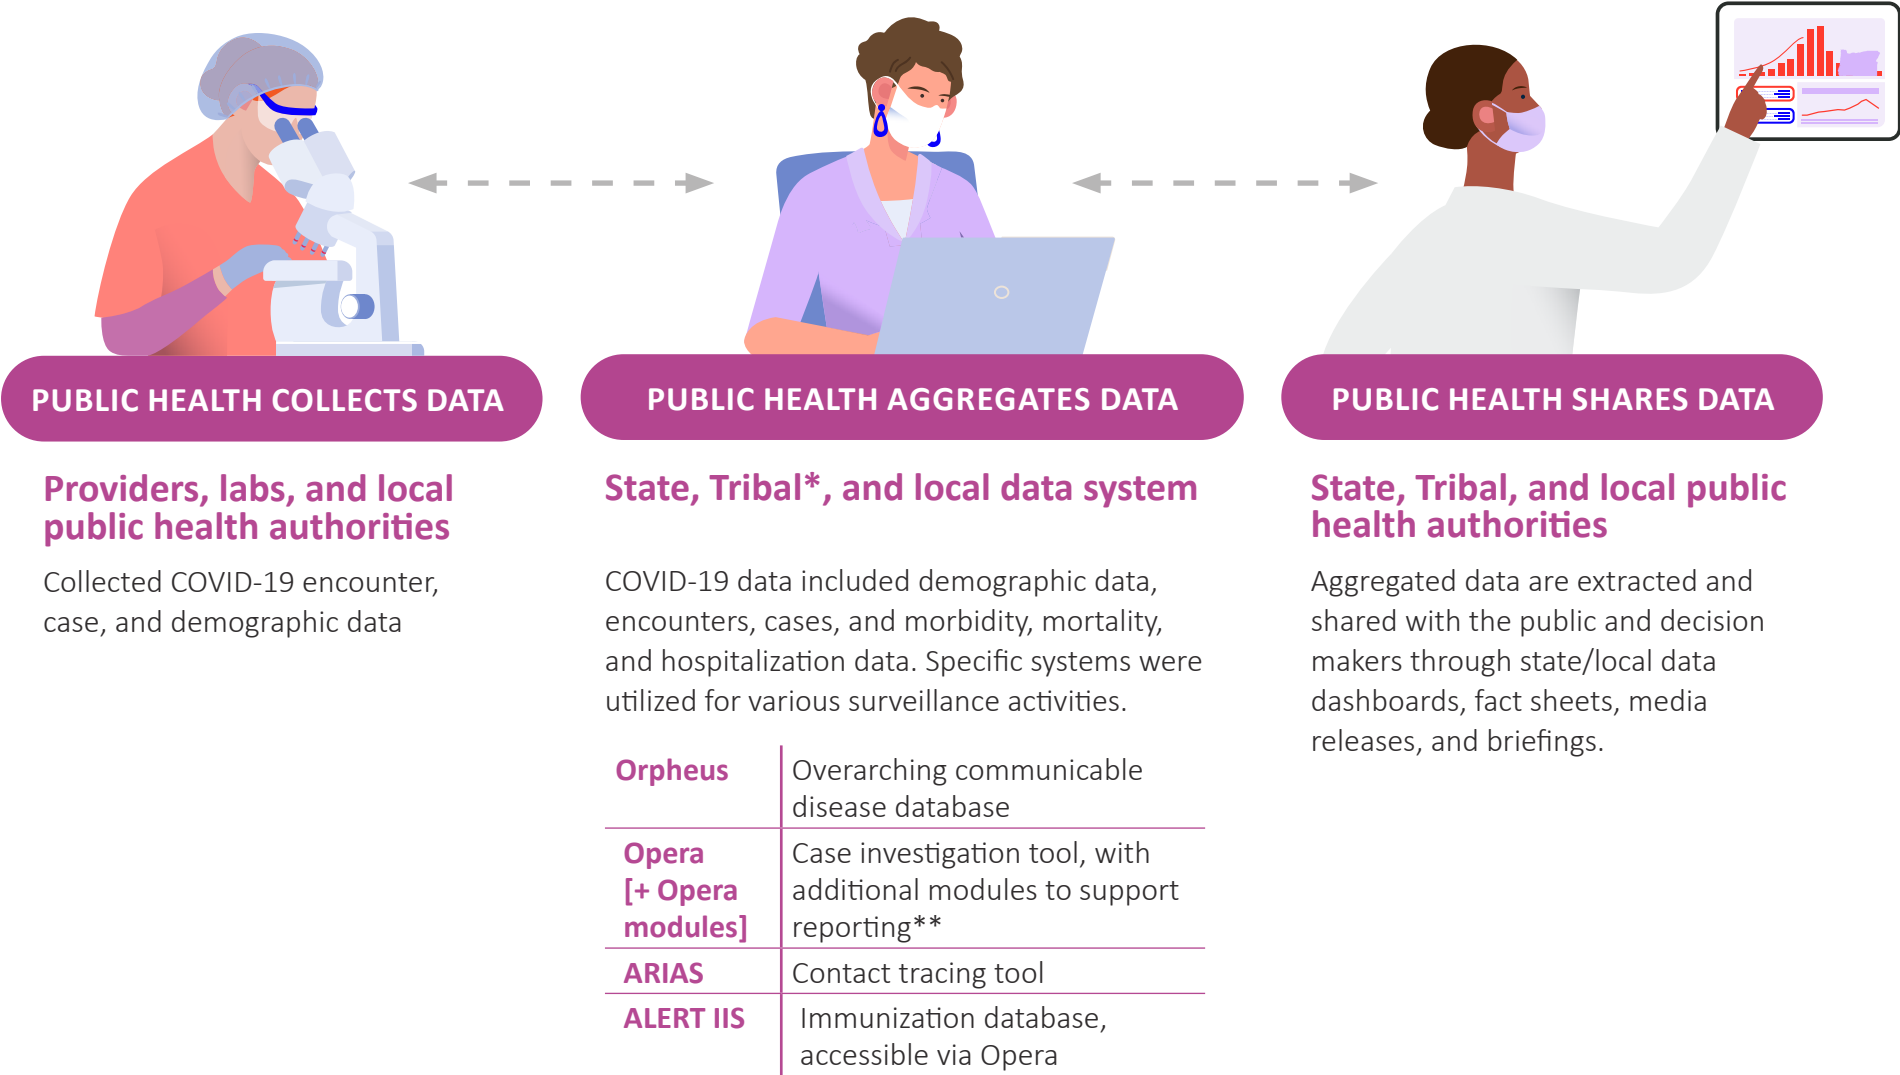 PUBLIC HEALTH COLLECTS DATA
Providers, labs, and local
public health authorities
Collected COVID-19 encounter,
case, and demographic data
PUBLIC HEALTH AGGREGATES DATA
State, Tribal*, and local data system
COVID-19 data included demographic data,
encounters, cases, and morbidity, mortality,
and hospitalization data. Specific systems were
utilized for various surveillance activities.
Orpheus
Overarching communicable
disease database
Opera
[+ Opera
modules]
Case investigation tool, with
additional modules to support
reporting**
ARIAS
Contact tracing tool
ALERT IIS
Immunization database,
accessible via Opera
PUBLIC HEALTH SHARES DATA
State, Tribal, and local public
health authorities
Aggregated data are extracted and
shared with the public and decision
makers through state/local data
dashboards, fact sheets, media
releases, and briefings.